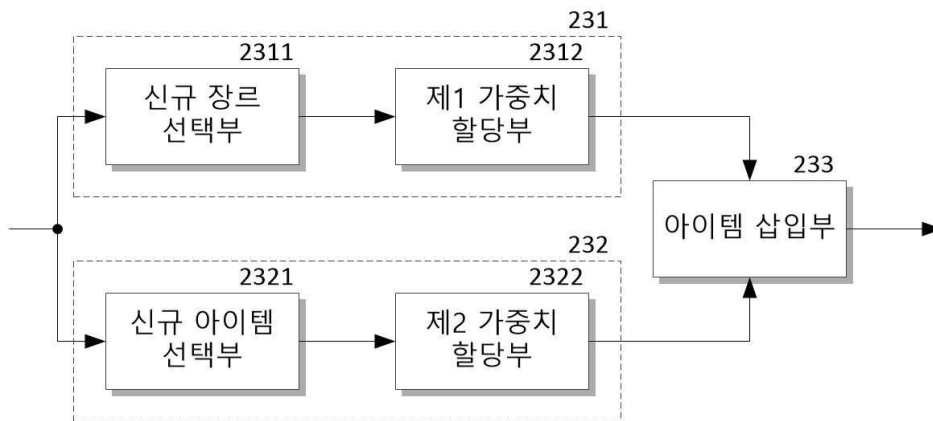 231
2311
신규 장르
선택부
2312
제1 가중치
할당부
233
아이템 삽입부
232
2321
신규 아이템
선택부
2322
제2 가중치
할당부